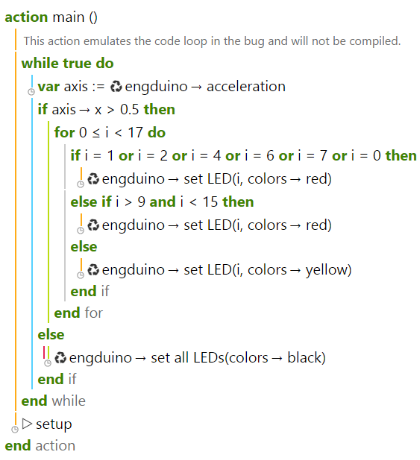 action main ()
This action emulates the code loop in the bug and will not be compiled.
while true do
var axis := engduino → acceleration
if axis → x > 0.5 then
for 0 ≤ i < 17 do
if i = 1 or i = 2 or i = 4 or i = 6 or i = 7 or i = 0 then
engduino → set LED(i, colors → red)
else if i > 9 and i < 15 then
engduino → set LED(i, colors → red)
else
engduino → set LED(i, colors → yellow)
end if
end for
else
engduino → set all LEDs(colors → black)
end if
end while
▷ setup
end action